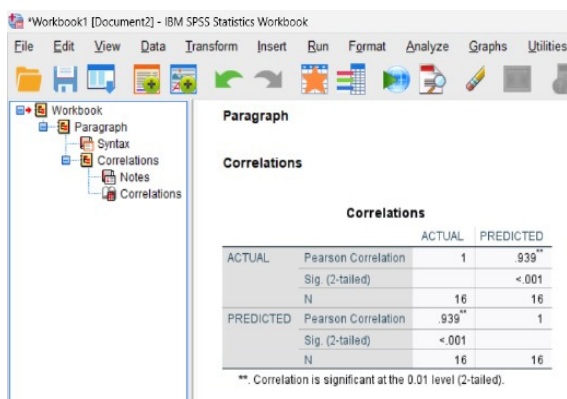 *Workbook1 [Document2] - IBM SPSS Statistics Workbook
File Edit View Data Transform Insert Run Format Analyze Graphs Utilities
Workbook
Paragraph
Syntax
Correlations
Notes
Correlations
Paragraph
Correlations
Correlations
ACTUAL PREDICTED
ACTUAL Pearson Correlation 1 .939**
Sig. (2-tailed) <.001
N 16 16
PREDICTED Pearson Correlation .939** 1
Sig. (2-tailed) <.001
N 16 16
**. Correlation is significant at the 0.01 level (2-tailed).